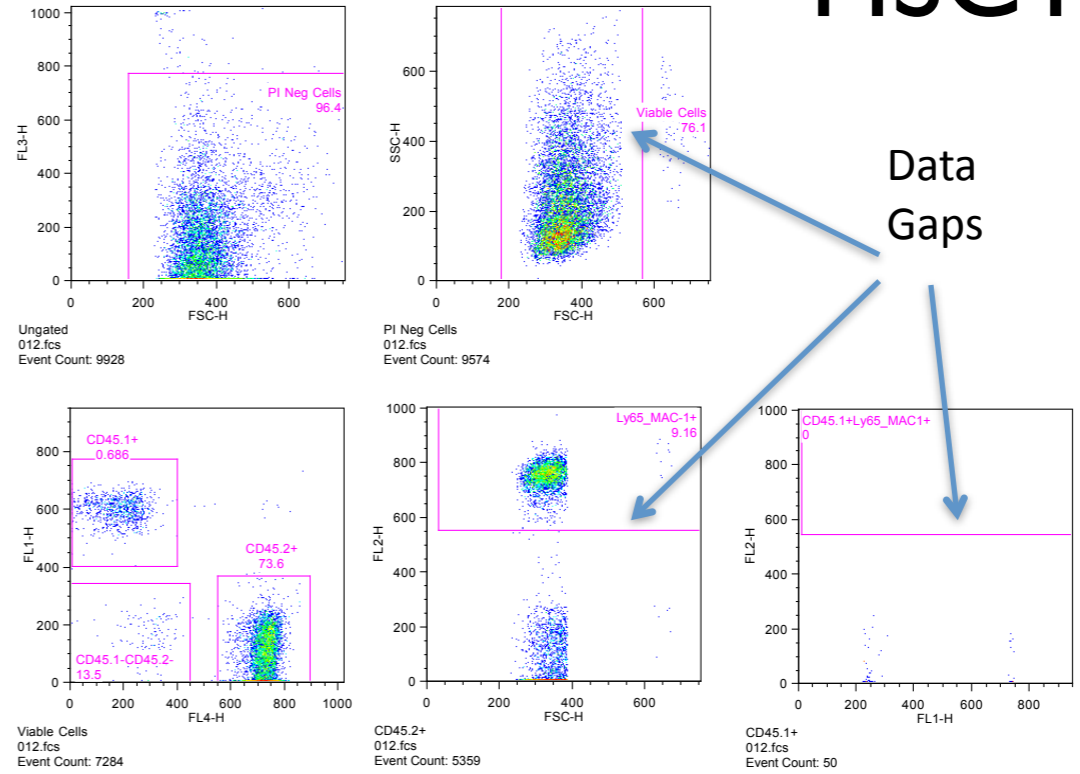 1000
800
600
400
200
0
FL3-H
PI Neg Cells
96.4
0 200 400 600
FSC-H
Ungated
012.fcs
Event Count: 9928
600
400
200
0
SSC-H
Viable Cells
76.1
0 200 400 600
FSC-H
PI Neg Cells
012.fcs
Event Count: 9574
Data
Gaps
800
600
400
200
0
FL1-H
CD45.1+
0.686
CD45.2+
73.6
CD45.1-CD45.2-
13.5
0 200 400 600 800 1000
FL4-H
Viable Cells
012.fcs
Event Count: 7284
1000
800
600
400
200
0
FL2-H
Ly65_MAC-1+
9.16
0 200 400 600
FSC-H
CD45.2+
012.fcs
Event Count: 5359
1000
800
600
400
200
0
FL2-H
CD45.1+Ly65_MAC1+
0
0 200 400 600 800
FL1-H
CD45.1+
012.fcs
Event Count: 50